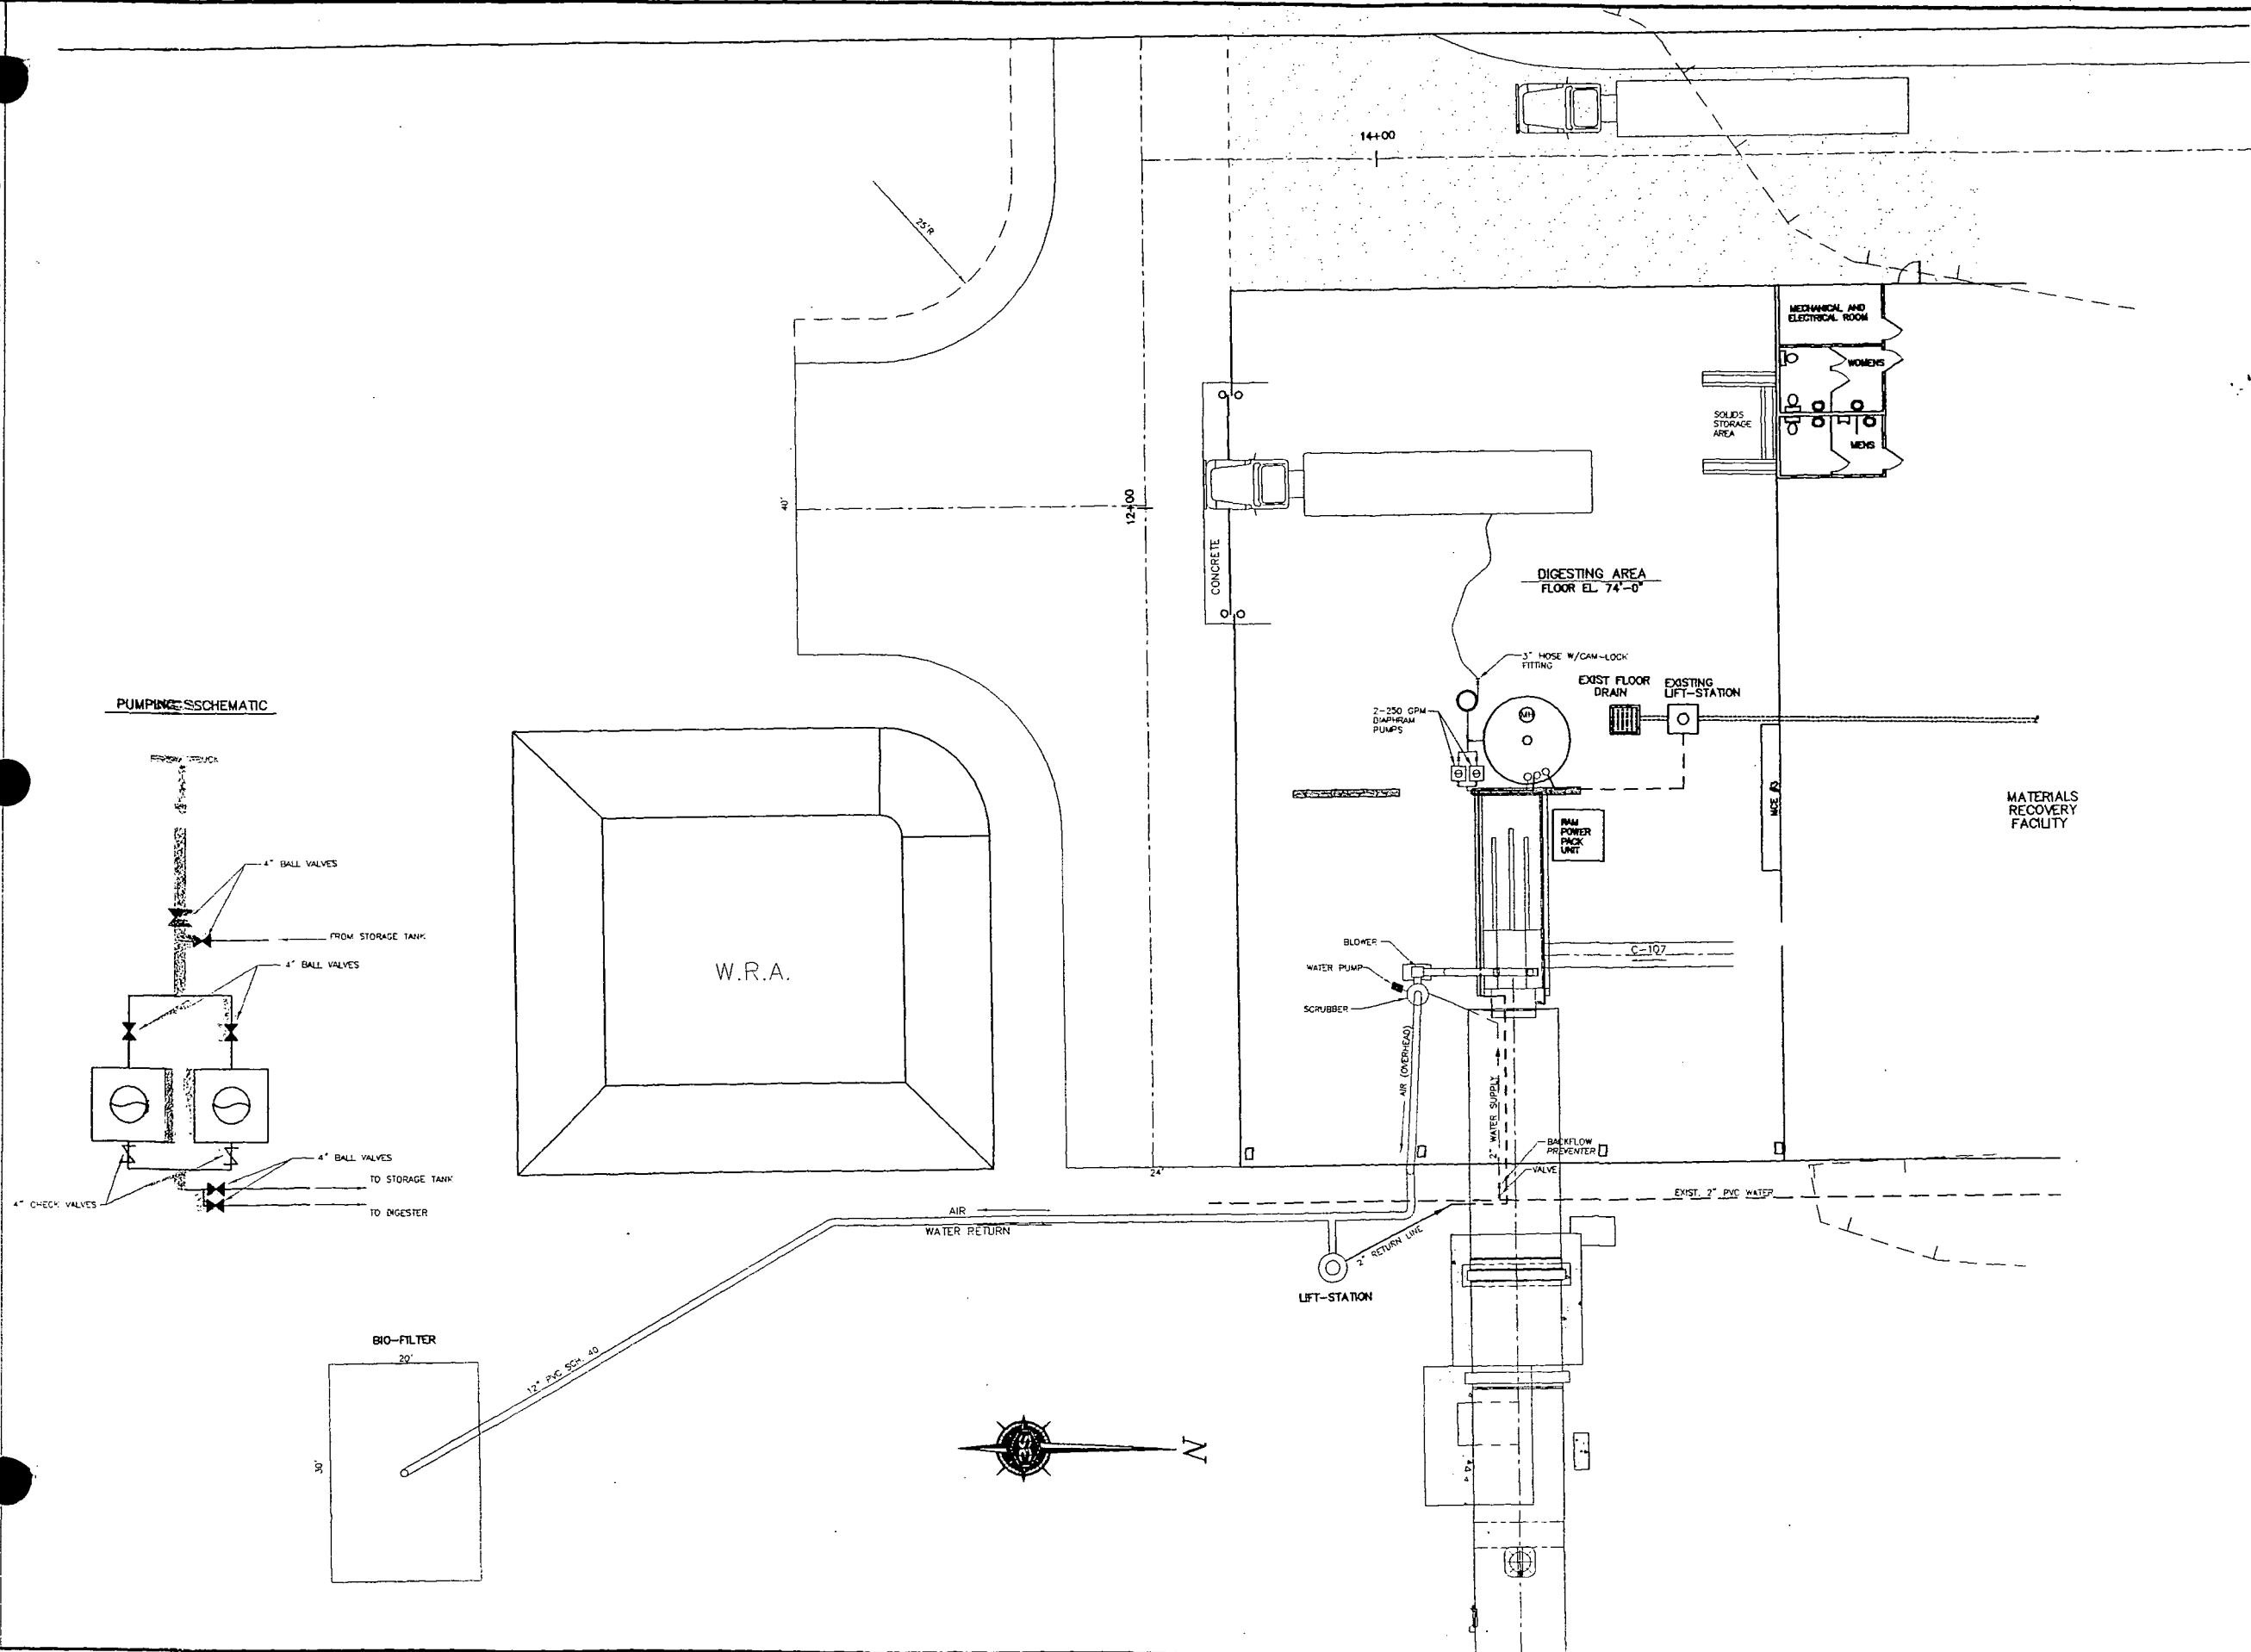 14+00
25'R
MECHANICAL AND
ELECTRICAL ROOM
WOMENS
SOLIDS
STORAGE
AREA
MENS
40'
12+00
CONCRETE
DIGESTING AREA
FLOOR EL. 74'-0"
3" HOSE W/CAM-LOCK
FITTING
EXIST FLOOR
DRAIN
EXISTING
LIFT-STATION
2-250 GPM
DIAPHRAM
PUMPS
MH
RAM
POWER
PACK
UNIT
MATERIALS
RECOVERY
FACILITY
PUMPING SCHEMATIC
TRUCK
4" BALL VALVES
FROM STORAGE TANK
4" BALL VALVES
4" BALL VALVES
TO STORAGE TANK
4" CHECK VALVES
TO DIGESTER
W.R.A.
BLOWER
WATER PUMP
SCRUBBER
C-107
AIR (OVERHEAD)
2" WATER SUPPLY
BACKFLOW
PREVENTER
VALVE
24'
EXIST. 2" PVC WATER
AIR
WATER RETURN
2" RETURN LINE
LIFT-STATION
BIO-FILTER
20'
30'
12" PVC SCH. 40
N